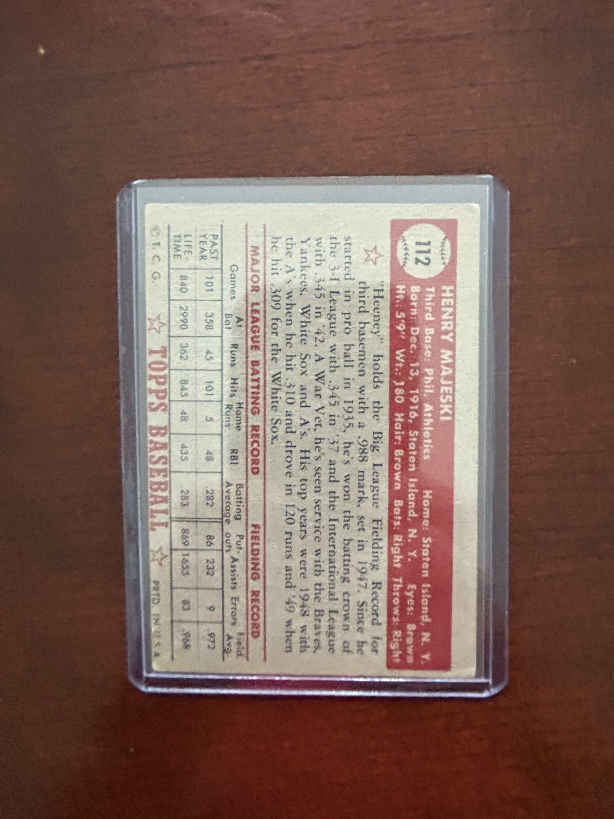 112
HENRY MAJESKI
Third Base: Phil. Athletics Home: Staten Island, N. Y.
Born: Dec. 13, 1916, Staten Island, N. Y. Eyes: Brown
Ht.: 5'9" Wt.: 180 Hair: Brown Bats: Right Throws: Right
"Heeney" holds the Big League Fielding Record for
third basemen with a .988 mark, set in 1947. Since he
started in pro ball in 1935, he's won the batting crown of
the 3-I League with .345 in '37 and the International League
with .345 in '42. A War Vet, he's seen service with the Braves,
Yankees, White Sox and A's. His top years were 1948 with
the A's when he hit .310 and drove in 120 runs and '49 when
he hit .309 for the White Sox.
MAJOR LEAGUE BATTING RECORD FIELDING RECORD
Games At Bat Runs Hits Home Runs RBI Batting Average Put-outs Assists Errors Field. Avg.
PAST YEAR 101 358 45 101 5 48 .282 86 232 9 .972
LIFE-TIME 840 2990 362 845 48 435 .283 869 1655 83 .968
© T. C. G. TOPPS BASEBALL PRTD. IN U.S.A.